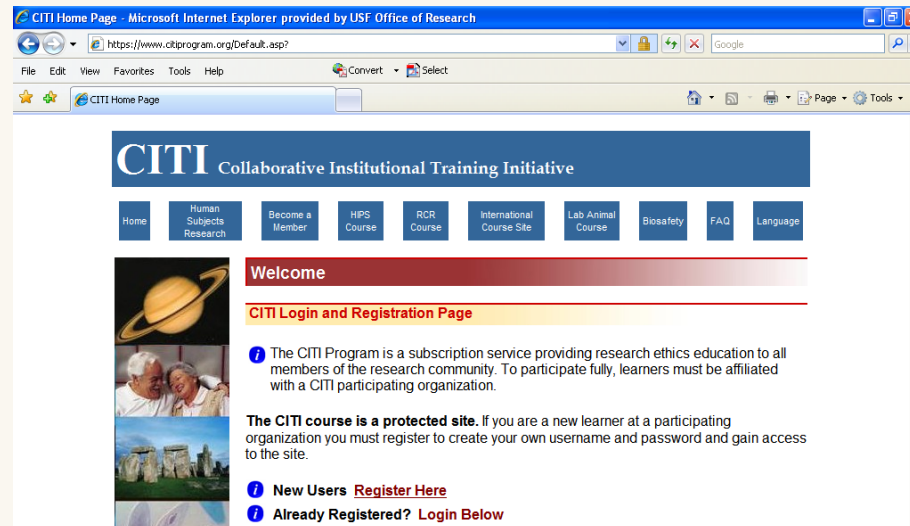 CITI Home Page - Microsoft Internet Explorer provided by USF Office of Research
https://www.citiprogram.org/Default.asp?
Google
File Edit View Favorites Tools Help
Convert Select
CITI Home Page
Page Tools
CITI Collaborative Institutional Training Initiative
Home
Human Subjects Research
Become a Member
HIPS Course
RCR Course
International Course Site
Lab Animal Course
Biosafety
FAQ
Language
Welcome
CITI Login and Registration Page
The CITI Program is a subscription service providing research ethics education to all
members of the research community. To participate fully, learners must be affiliated
with a CITI participating organization.
The CITI course is a protected site. If you are a new learner at a participating
organization you must register to create your own username and password and gain access
to the site.
New Users Register Here
Already Registered? Login Below